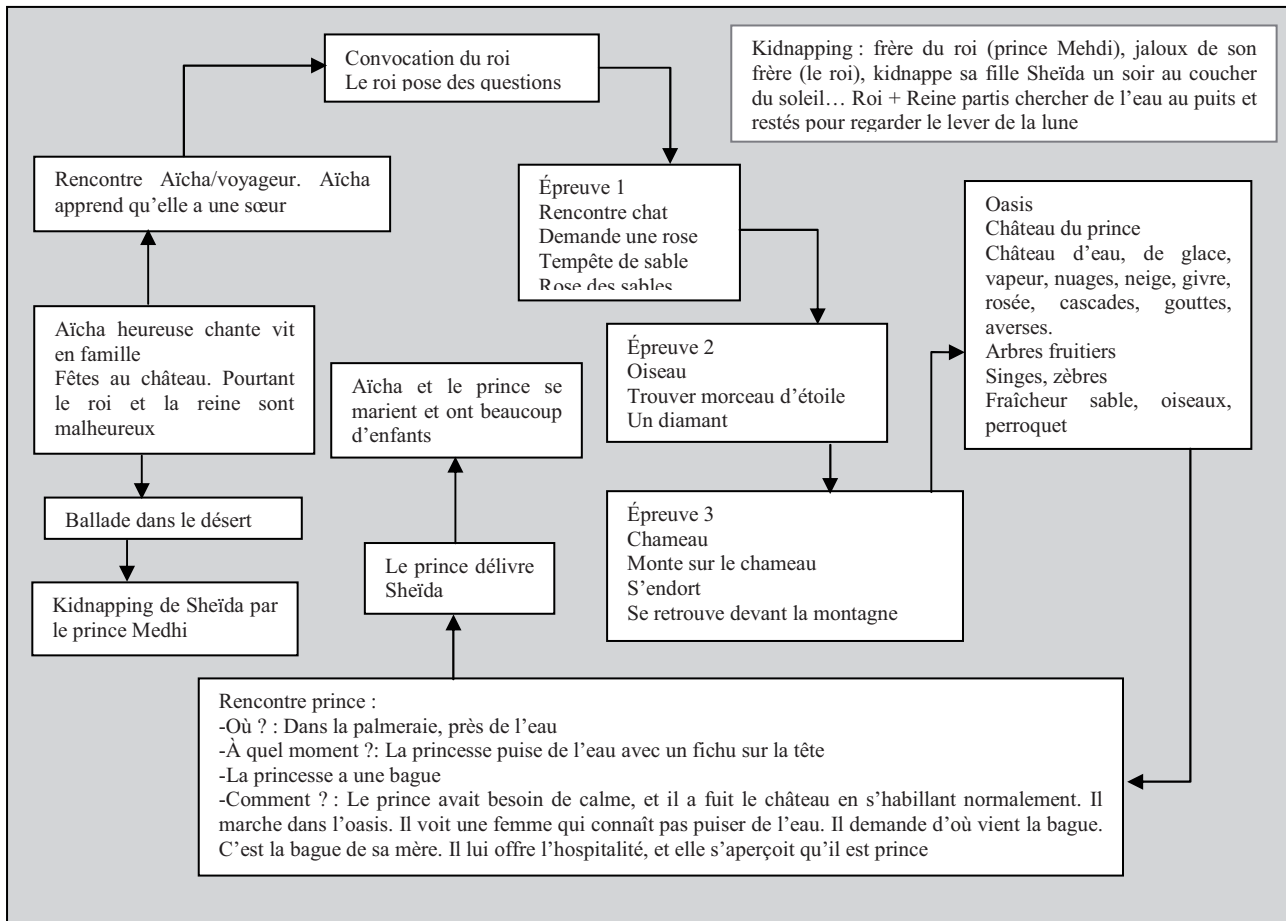 Convocation du roi
Le roi pose des questions
Kidnapping : frère du roi (prince Mehdi), jaloux de son
frère (le roi), kidnappe sa fille Sheïda un soir au coucher
du soleil… Roi + Reine partis chercher de l’eau au puits et
restés pour regarder le lever de la lune
Rencontre Aïcha/voyageur. Aïcha
apprend qu’elle a une sœur
Épreuve 1
Rencontre chat
Demande une rose
Tempête de sable
Rose des sables
Oasis
Château du prince
Château d’eau, de glace,
vapeur, nuages, neige, givre,
rosée, cascades, gouttes,
averses.
Arbres fruitiers
Singes, zèbres
Fraîcheur sable, oiseaux,
perroquet
Aïcha heureuse chante vit
en famille
Fêtes au château. Pourtant
le roi et la reine sont
malheureux
Épreuve 2
Oiseau
Trouver morceau d’étoile
Un diamant
Aïcha et le prince se
marient et ont beaucoup
d’enfants
Ballade dans le désert
Épreuve 3
Chameau
Monte sur le chameau
S’endort
Se retrouve devant la montagne
Le prince délivre
Sheïda
Kidnapping de Sheïda par
le prince Medhi
Rencontre prince :
-Où ? : Dans la palmeraie, près de l’eau
-À quel moment ?: La princesse puise de l’eau avec un fichu sur la tête
-La princesse a une bague
-Comment ? : Le prince avait besoin de calme, et il a fuit le château en s’habillant normalement. Il
marche dans l’oasis. Il voit une femme qui connaît pas puiser de l’eau. Il demande d’où vient la bague.
C’est la bague de sa mère. Il lui offre l’hospitalité, et elle s’aperçoit qu’il est prince